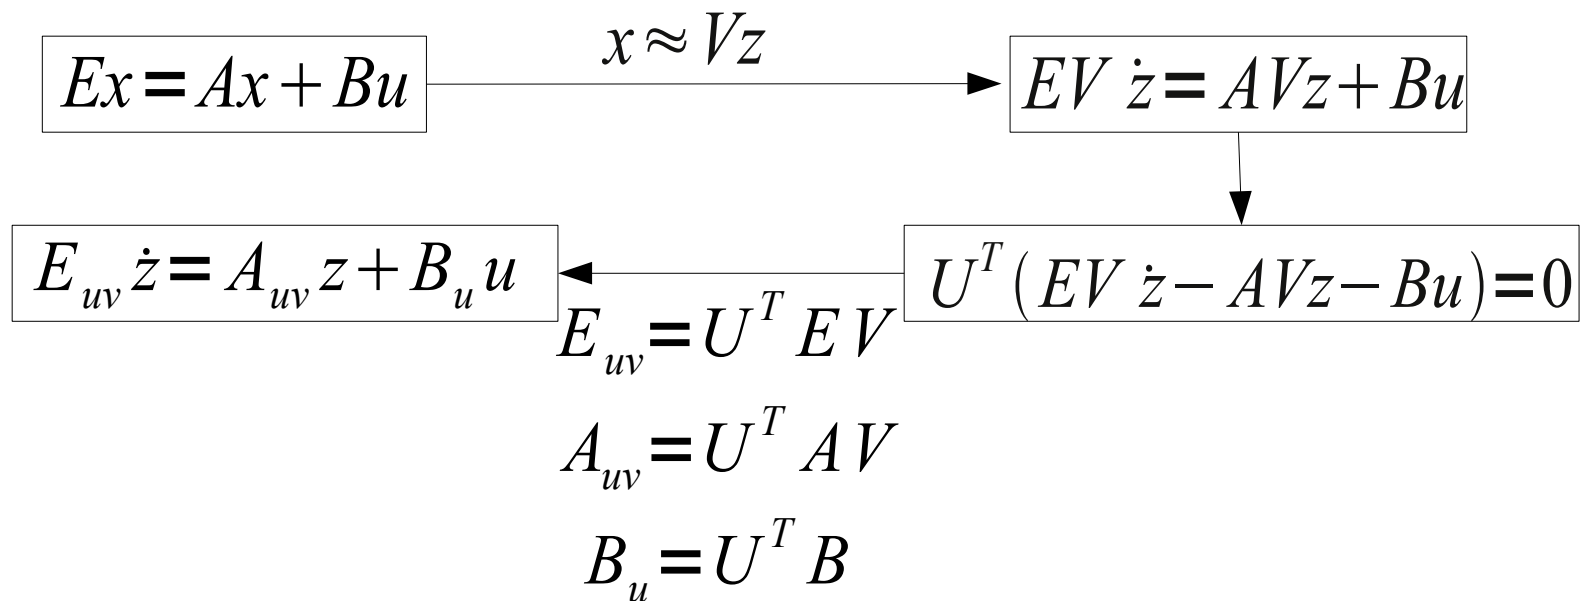 x ≈ Vz
Ex = Ax + Bu
EV ż = AVz + Bu
U^T (EV ż − AVz − Bu) = 0
E_uv ż = A_uv z + B_u u
E_uv = U^T E V
A_uv = U^T A V
B_u = U^T B